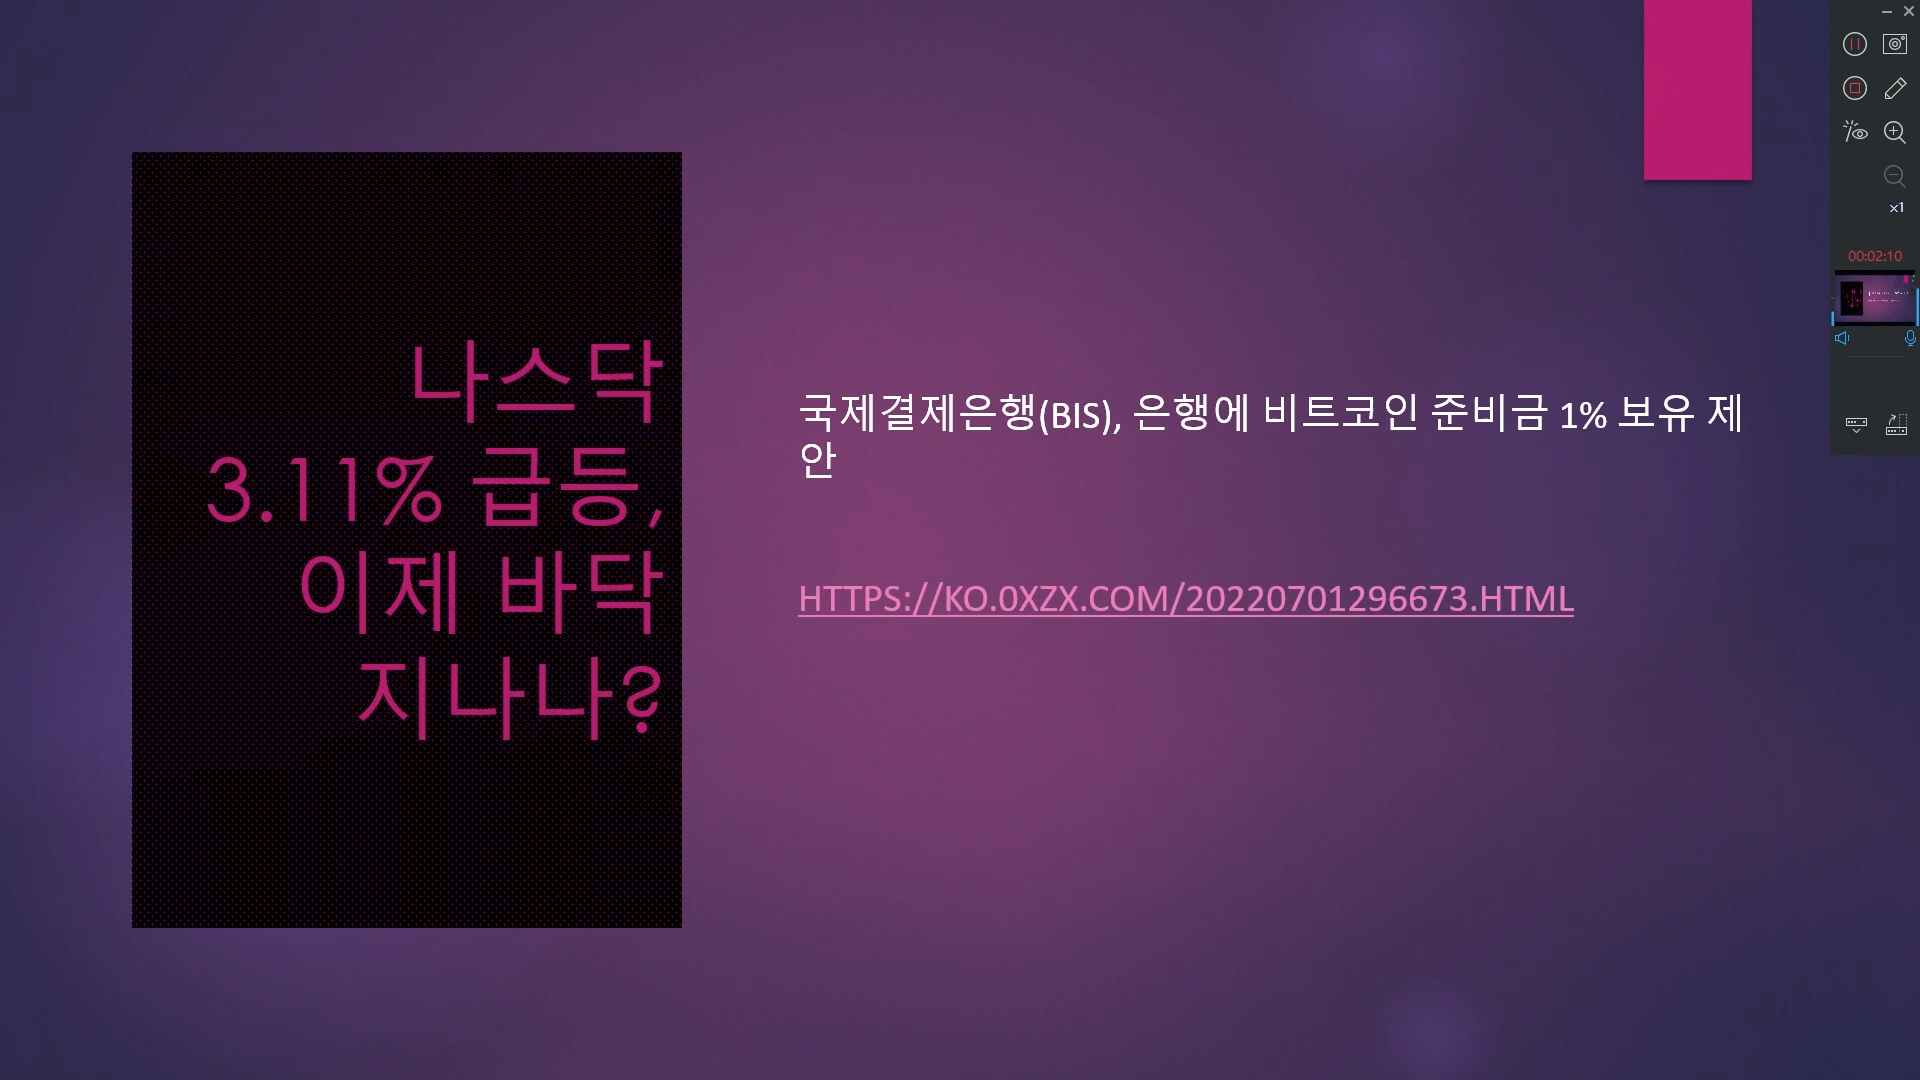 나스닥
3.11% 급등,
이제 바닥
지나나?
국제결제은행(BIS), 은행에 비트코인 준비금 1% 보유 제
안
HTTPS://KO.0XZX.COM/20220701296673.HTML
x1
00:02:10